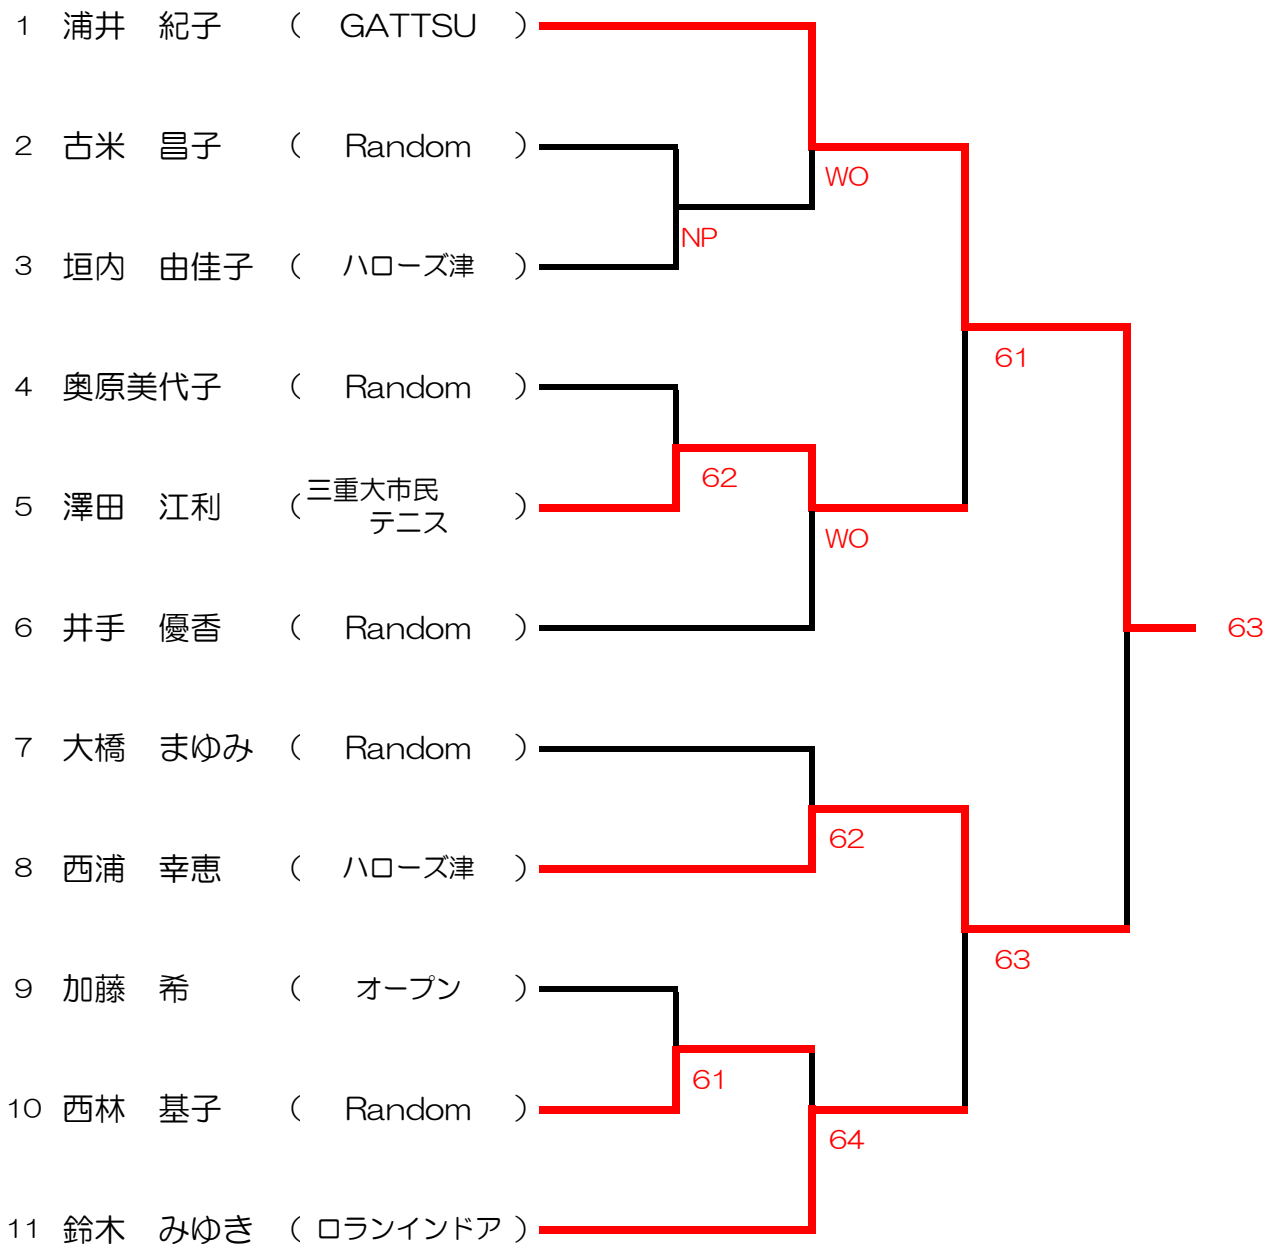 1 浦井 紀子 ( GATTSU )
2 古米 昌子 ( Random )
WO
NP
3 垣内 由佳子 ( ハローズ津 )
61
4 奥原美代子 ( Random )
62
5 澤田 江利 ( 三重大市民
テニス )
WO
6 井手 優香 ( Random )
63
7 大橋 まゆみ ( Random )
62
8 西浦 幸恵 ( ハローズ津 )
63
9 加藤 希 ( オープン )
61
10 西林 基子 ( Random )
64
11 鈴木 みゆき ( ロランインドア )